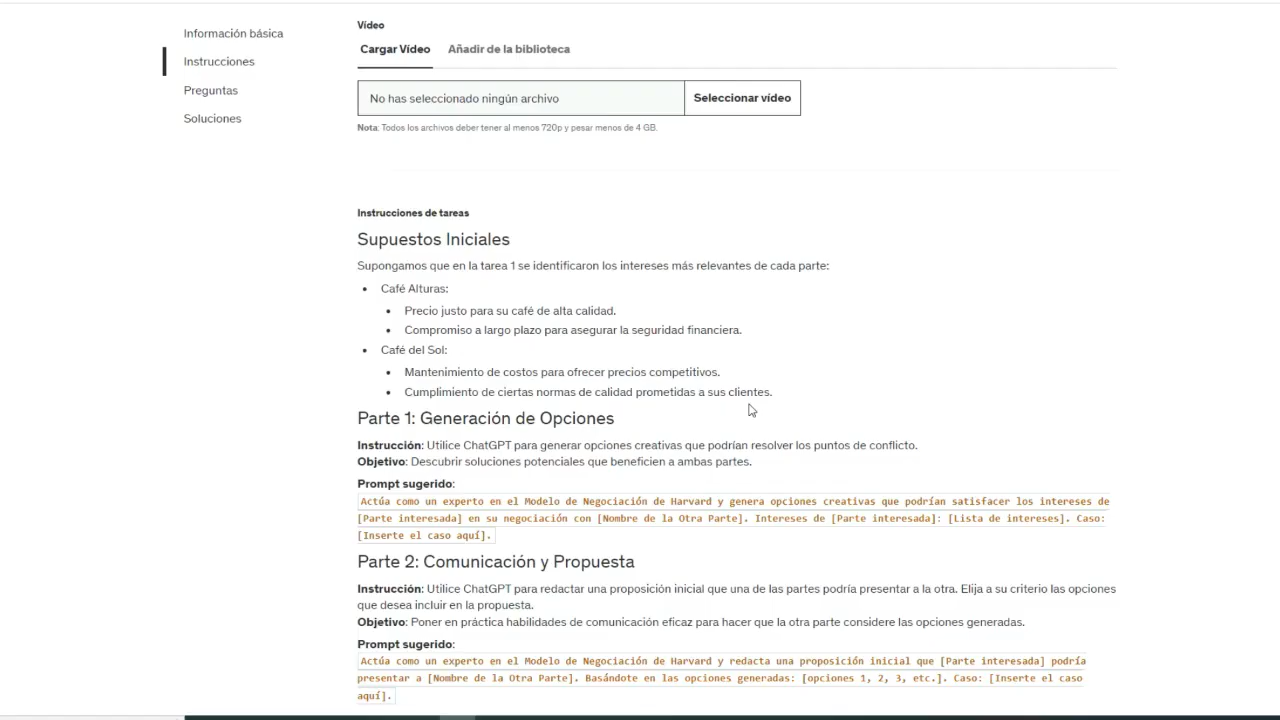 Información básica
Instrucciones
Preguntas
Soluciones
Vídeo
Cargar Vídeo Añadir de la biblioteca
No has seleccionado ningún archivo Seleccionar vídeo
Nota: Todos los archivos deber tener al menos 720p y pesar menos de 4 GB.
Instrucciones de tareas
Supuestos Iniciales
Supongamos que en la tarea 1 se identificaron los intereses más relevantes de cada parte:
• Café Alturas:
• Precio justo para su café de alta calidad.
• Compromiso a largo plazo para asegurar la seguridad financiera.
• Café del Sol:
• Mantenimiento de costos para ofrecer precios competitivos.
• Cumplimiento de ciertas normas de calidad prometidas a sus clientes.
Parte 1: Generación de Opciones
Instrucción: Utilice ChatGPT para generar opciones creativas que podrían resolver los puntos de conflicto.
Objetivo: Descubrir soluciones potenciales que beneficien a ambas partes.
Prompt sugerido:
Actúa como un experto en el Modelo de Negociación de Harvard y genera opciones creativas que podrían satisfacer los intereses de
[Parte interesada] en su negociación con [Nombre de la Otra Parte]. Intereses de [Parte interesada]: [Lista de intereses]. Caso:
[Inserte el caso aquí].
Parte 2: Comunicación y Propuesta
Instrucción: Utilice ChatGPT para redactar una proposición inicial que una de las partes podría presentar a la otra. Elija a su criterio las opciones
que desea incluir en la propuesta.
Objetivo: Poner en práctica habilidades de comunicación eficaz para hacer que la otra parte considere las opciones generadas.
Prompt sugerido:
Actúa como un experto en el Modelo de Negociación de Harvard y redacta una proposición inicial que [Parte interesada] podría
presentar a [Nombre de la Otra Parte]. Basándote en las opciones generadas: [opciones 1, 2, 3, etc.]. Caso: [Inserte el caso
aquí].